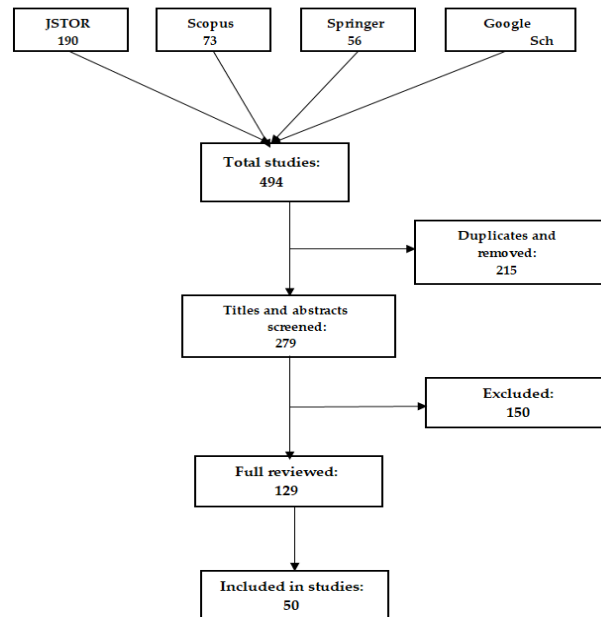 JSTOR
190
Scopus
73
Springer
56
Google
Sch
Total studies:
494
Duplicates and
removed:
215
Titles and abstracts
screened:
279
Excluded:
150
Full reviewed:
129
Included in studies:
50